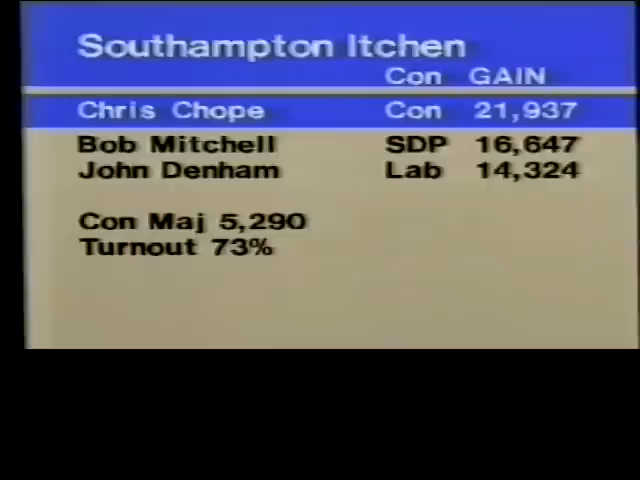 Southampton Itchen
Con GAIN
Chris Chope Con 21,937
Bob Mitchell SDP 16,647
John Denham Lab 14,324
Con Maj 5,290
Turnout 73%